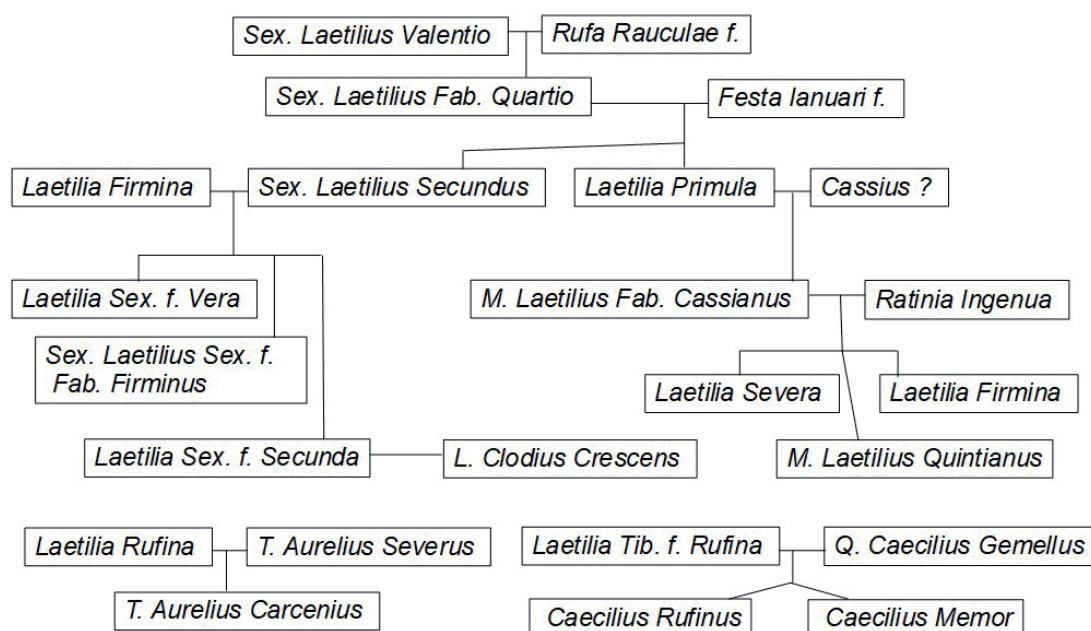 Sex. Laetilius Valentio
Rufa Rauculae f.
Sex. Laetilius Fab. Quartio
Festa Ianuari f.
Laetilia Firmina
Sex. Laetilius Secundus
Laetilia Primula
Cassius ?
Laetilia Sex. f. Vera
M. Laetilius Fab. Cassianus
Ratinia Ingenua
Sex. Laetilius Sex. f.
Fab. Firminus
Laetilia Severa
Laetilia Firmina
Laetilia Sex. f. Secunda
L. Clodius Crescens
M. Laetilius Quintianus
Laetilia Rufina
T. Aurelius Severus
Laetilia Tib. f. Rufina
Q. Caecilius Gemellus
T. Aurelius Carcenius
Caecilius Rufinus
Caecilius Memor